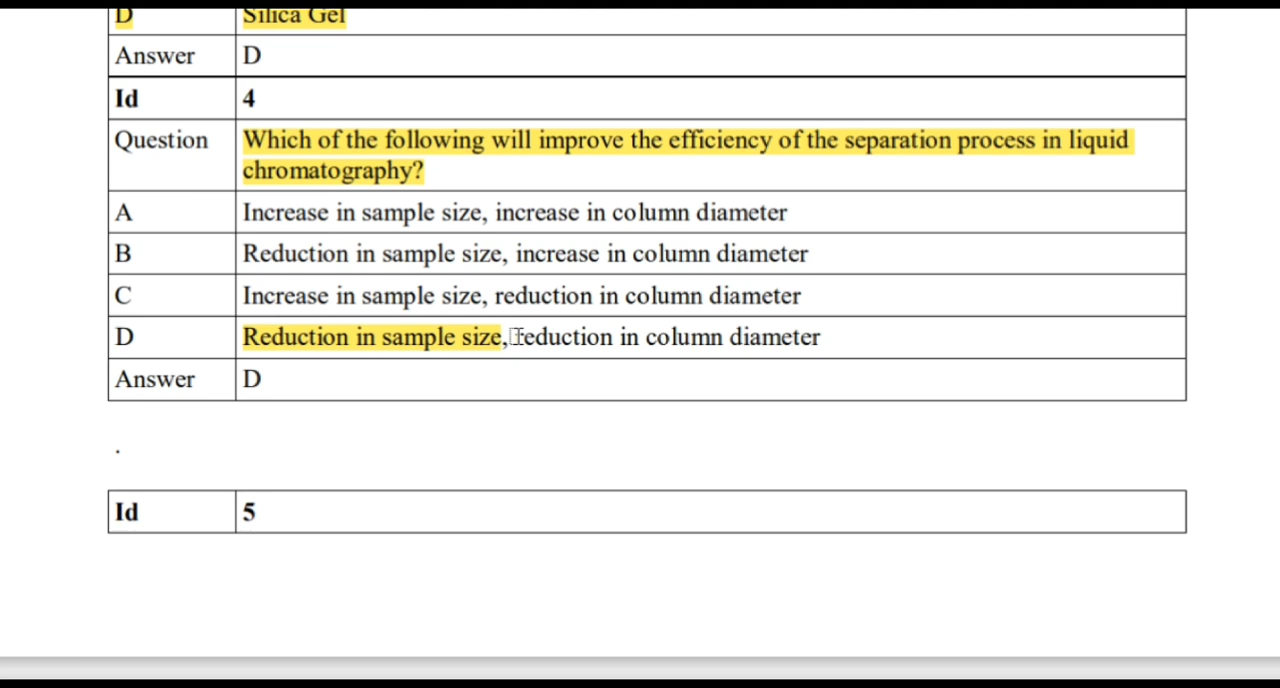 D Silica Gel
Answer D
Id 4
Question Which of the following will improve the efficiency of the separation process in liquid
chromatography?
A Increase in sample size, increase in column diameter
B Reduction in sample size, increase in column diameter
C Increase in sample size, reduction in column diameter
D Reduction in sample size, reduction in column diameter
Answer D
.
Id 5